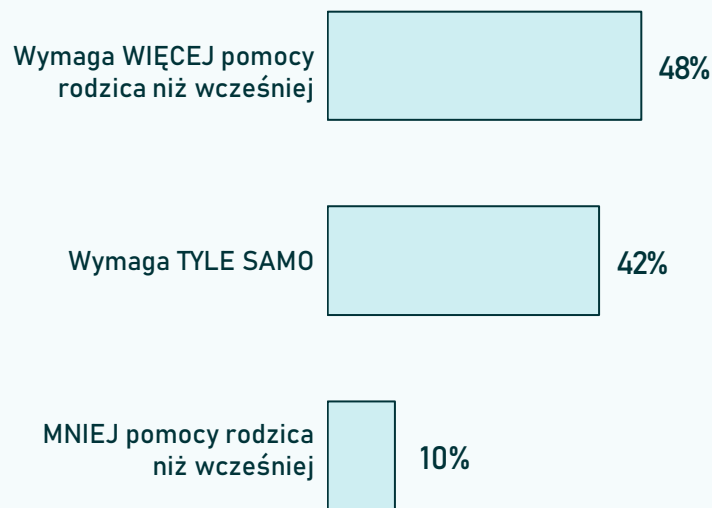 Wymaga WIĘCEJ pomocy
rodzica niż wcześniej
48%
Wymaga TYLE SAMO
42%
MNIEJ pomocy rodzica
niż wcześniej
10%